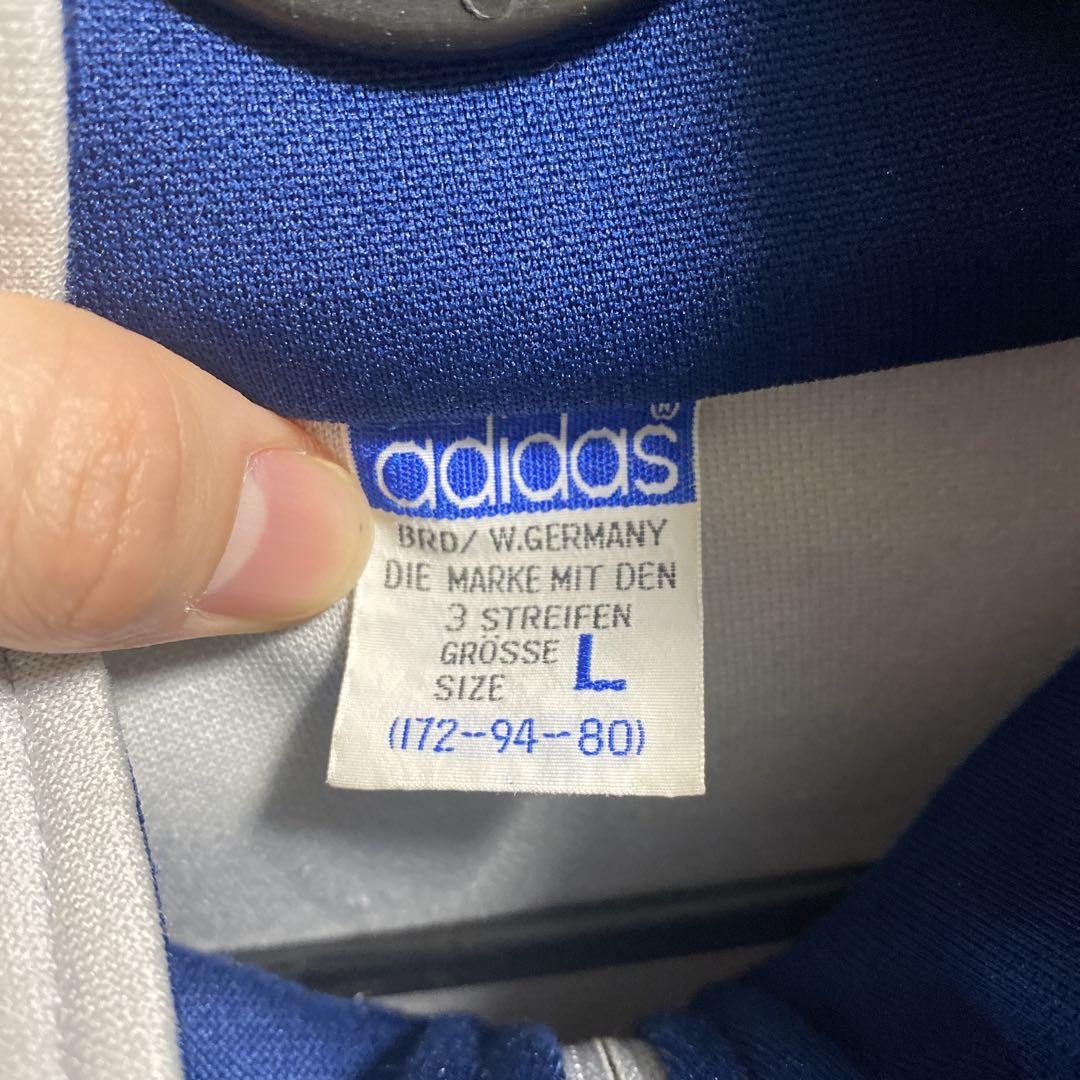 adidas®
BRD/ W.GERMANY
DIE MARKE MIT DEN
3 STREIFEN
GRÖSSE L
SIZE
(172--94--80)